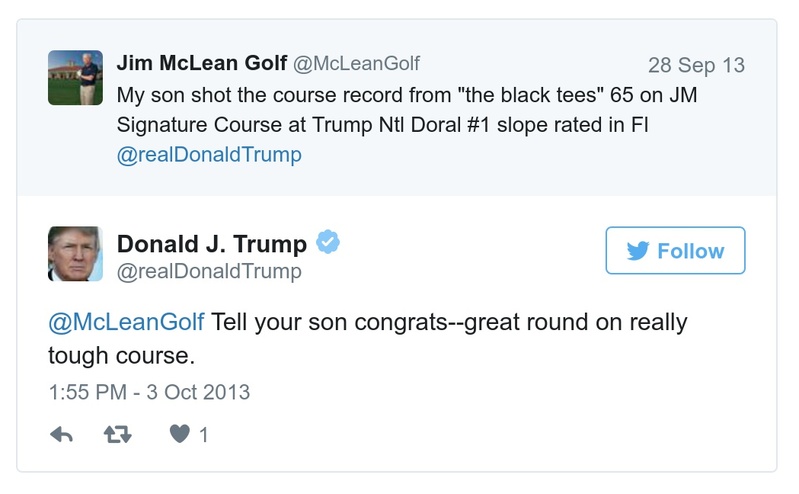 Jim McLean Golf @McLeanGolf 28 Sep 13
My son shot the course record from "the black tees" 65 on JM
Signature Course at Trump Ntl Doral #1 slope rated in Fl
@realDonaldTrump
Donald J. Trump
@realDonaldTrump
Follow
@McLeanGolf Tell your son congrats--great round on really
tough course.
1:55 PM - 3 Oct 2013
1